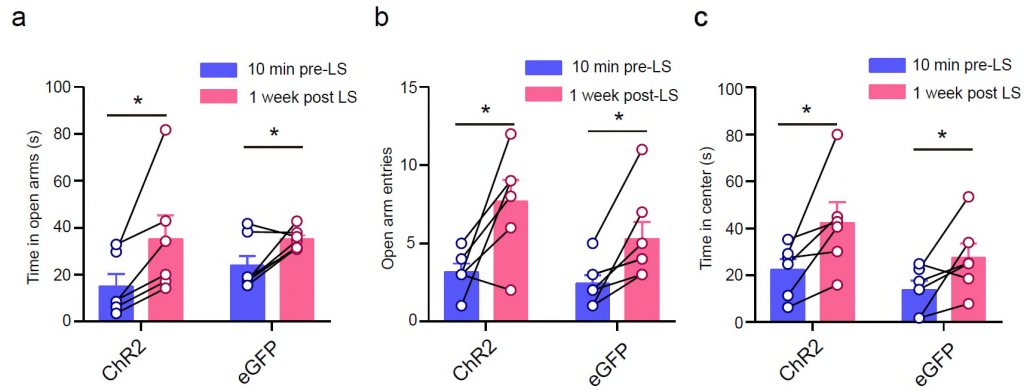 a
10 min pre-LS
1 week post LS
*
*
Time in open arms (s)
100
80
60
40
20
0
ChR2
eGFP
b
10 min pre-LS
1 week post-LS
*
*
Open arm entries
15
10
5
0
ChR2
eGFP
c
10 min pre-LS
1 week post LS
*
*
Time in center (s)
100
80
60
40
20
0
ChR2
eGFP